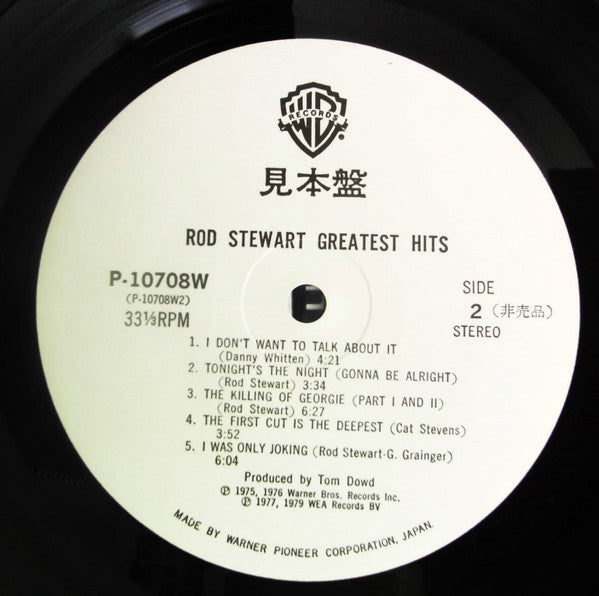 WB
RECORDS
見本盤
ROD STEWART GREATEST HITS
P-10708W
(P-10708W2)
33⅓RPM
SIDE
2 (非売品)
STEREO
1. I DON'T WANT TO TALK ABOUT IT
(Danny Whitten) 4:21
2. TONIGHT'S THE NIGHT (GONNA BE ALRIGHT)
(Rod Stewart) 3:34
3. THE KILLING OF GEORGIE (PART I AND II)
(Rod Stewart) 6:27
4. THE FIRST CUT IS THE DEEPEST (Cat Stevens)
3:52
5. I WAS ONLY JOKING (Rod Stewart-G. Grainger)
6:04
Produced by Tom Dowd
℗ 1975, 1976 Warner Bros. Records Inc.
℗ 1977, 1979 WEA Records BV
MADE BY WARNER PIONEER CORPORATION, JAPAN.